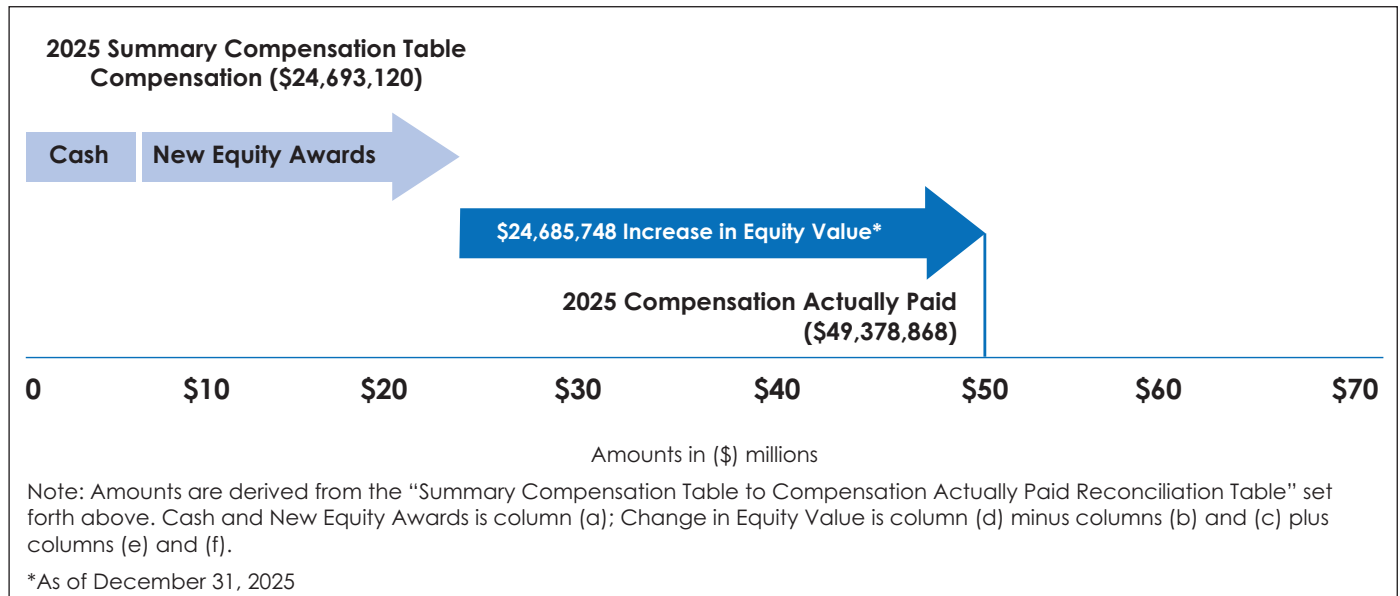 2025 Summary Compensation Table
Compensation ($24,693,120)
Cash
New Equity Awards
$24,685,748 Increase in Equity Value*
2025 Compensation Actually Paid
($49,378,868)
0 $10 $20 $30 $40 $50 $60 $70
Amounts in ($) millions
Note: Amounts are derived from the “Summary Compensation Table to Compensation Actually Paid Reconciliation Table” set
forth above. Cash and New Equity Awards is column (a); Change in Equity Value is column (d) minus columns (b) and (c) plus
columns (e) and (f).
*As of December 31, 2025